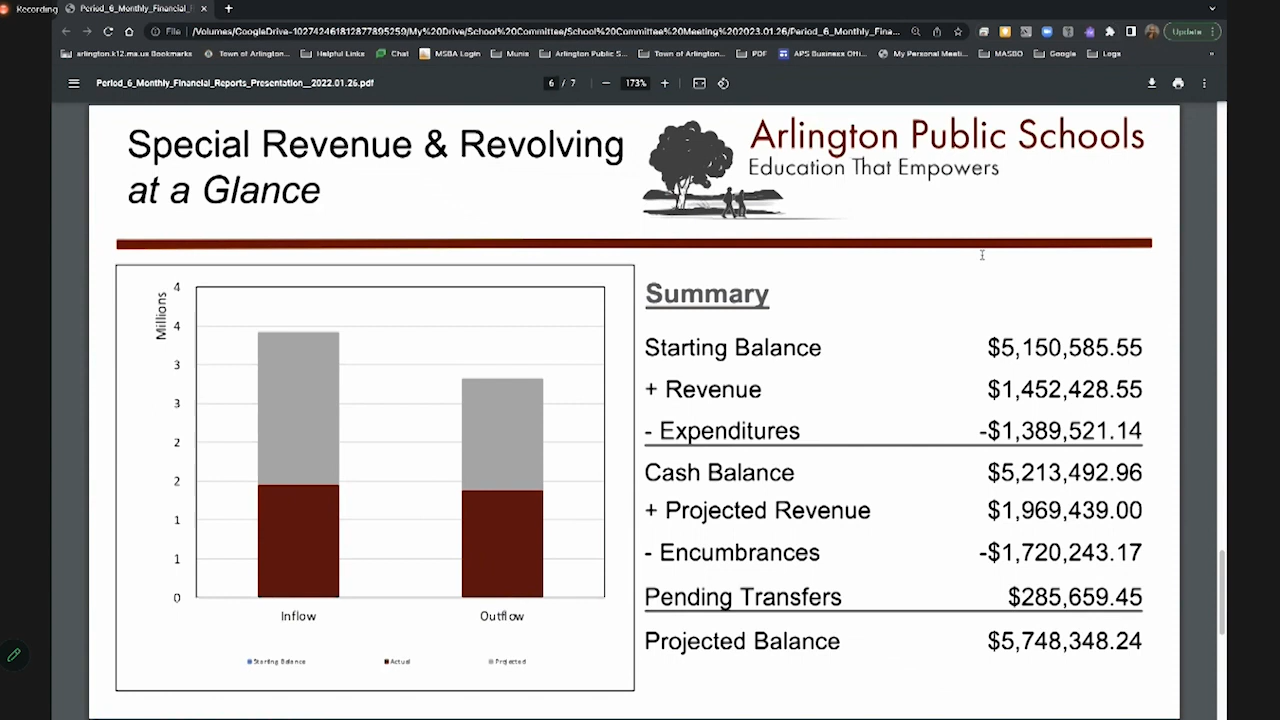 Recording
Period_6_Monthly_Financial_
File
/Volumes/GoogleDrive-102742461812877895259/My%20Drive/School%20Committee/School%20Committee%20Meeting%202023.01.26/Period_6_Monthly_Fina...
Update
arlington.k12.ma.us Bookmarks
Town of Arlington...
Helpful Links
Chat
MSBA Login
Munis
Arlington Public S...
Town of Arlington...
PDF
APS Business Offi...
My Personal Meeti...
MASBO
Google
Logs
»
Period_6_Monthly_Financial_Reports_Presentation__2022.01.26.pdf
6 / 7
173%
Special Revenue & Revolving
at a Glance
Arlington Public Schools
Education That Empowers
Millions
4
4
3
3
2
2
1
1
0
Inflow
Outflow
Starting Balance
Actual
Projected
Summary
Starting Balance $5,150,585.55
+ Revenue $1,452,428.55
- Expenditures -$1,389,521.14
Cash Balance $5,213,492.96
+ Projected Revenue $1,969,439.00
- Encumbrances -$1,720,243.17
Pending Transfers $285,659.45
Projected Balance $5,748,348.24